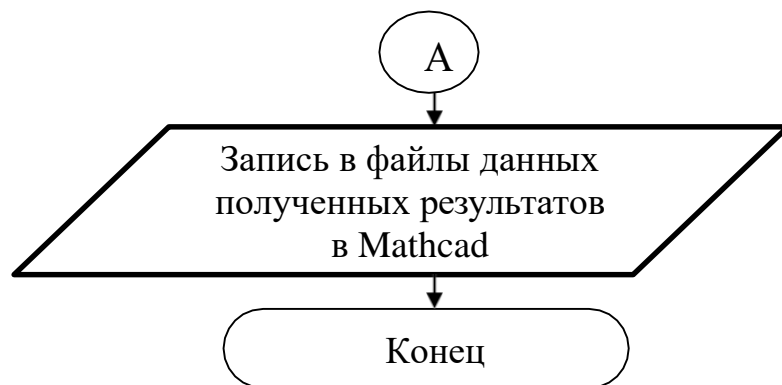 А
Запись в файлы данных
полученных результатов
в Mathcad
Конец